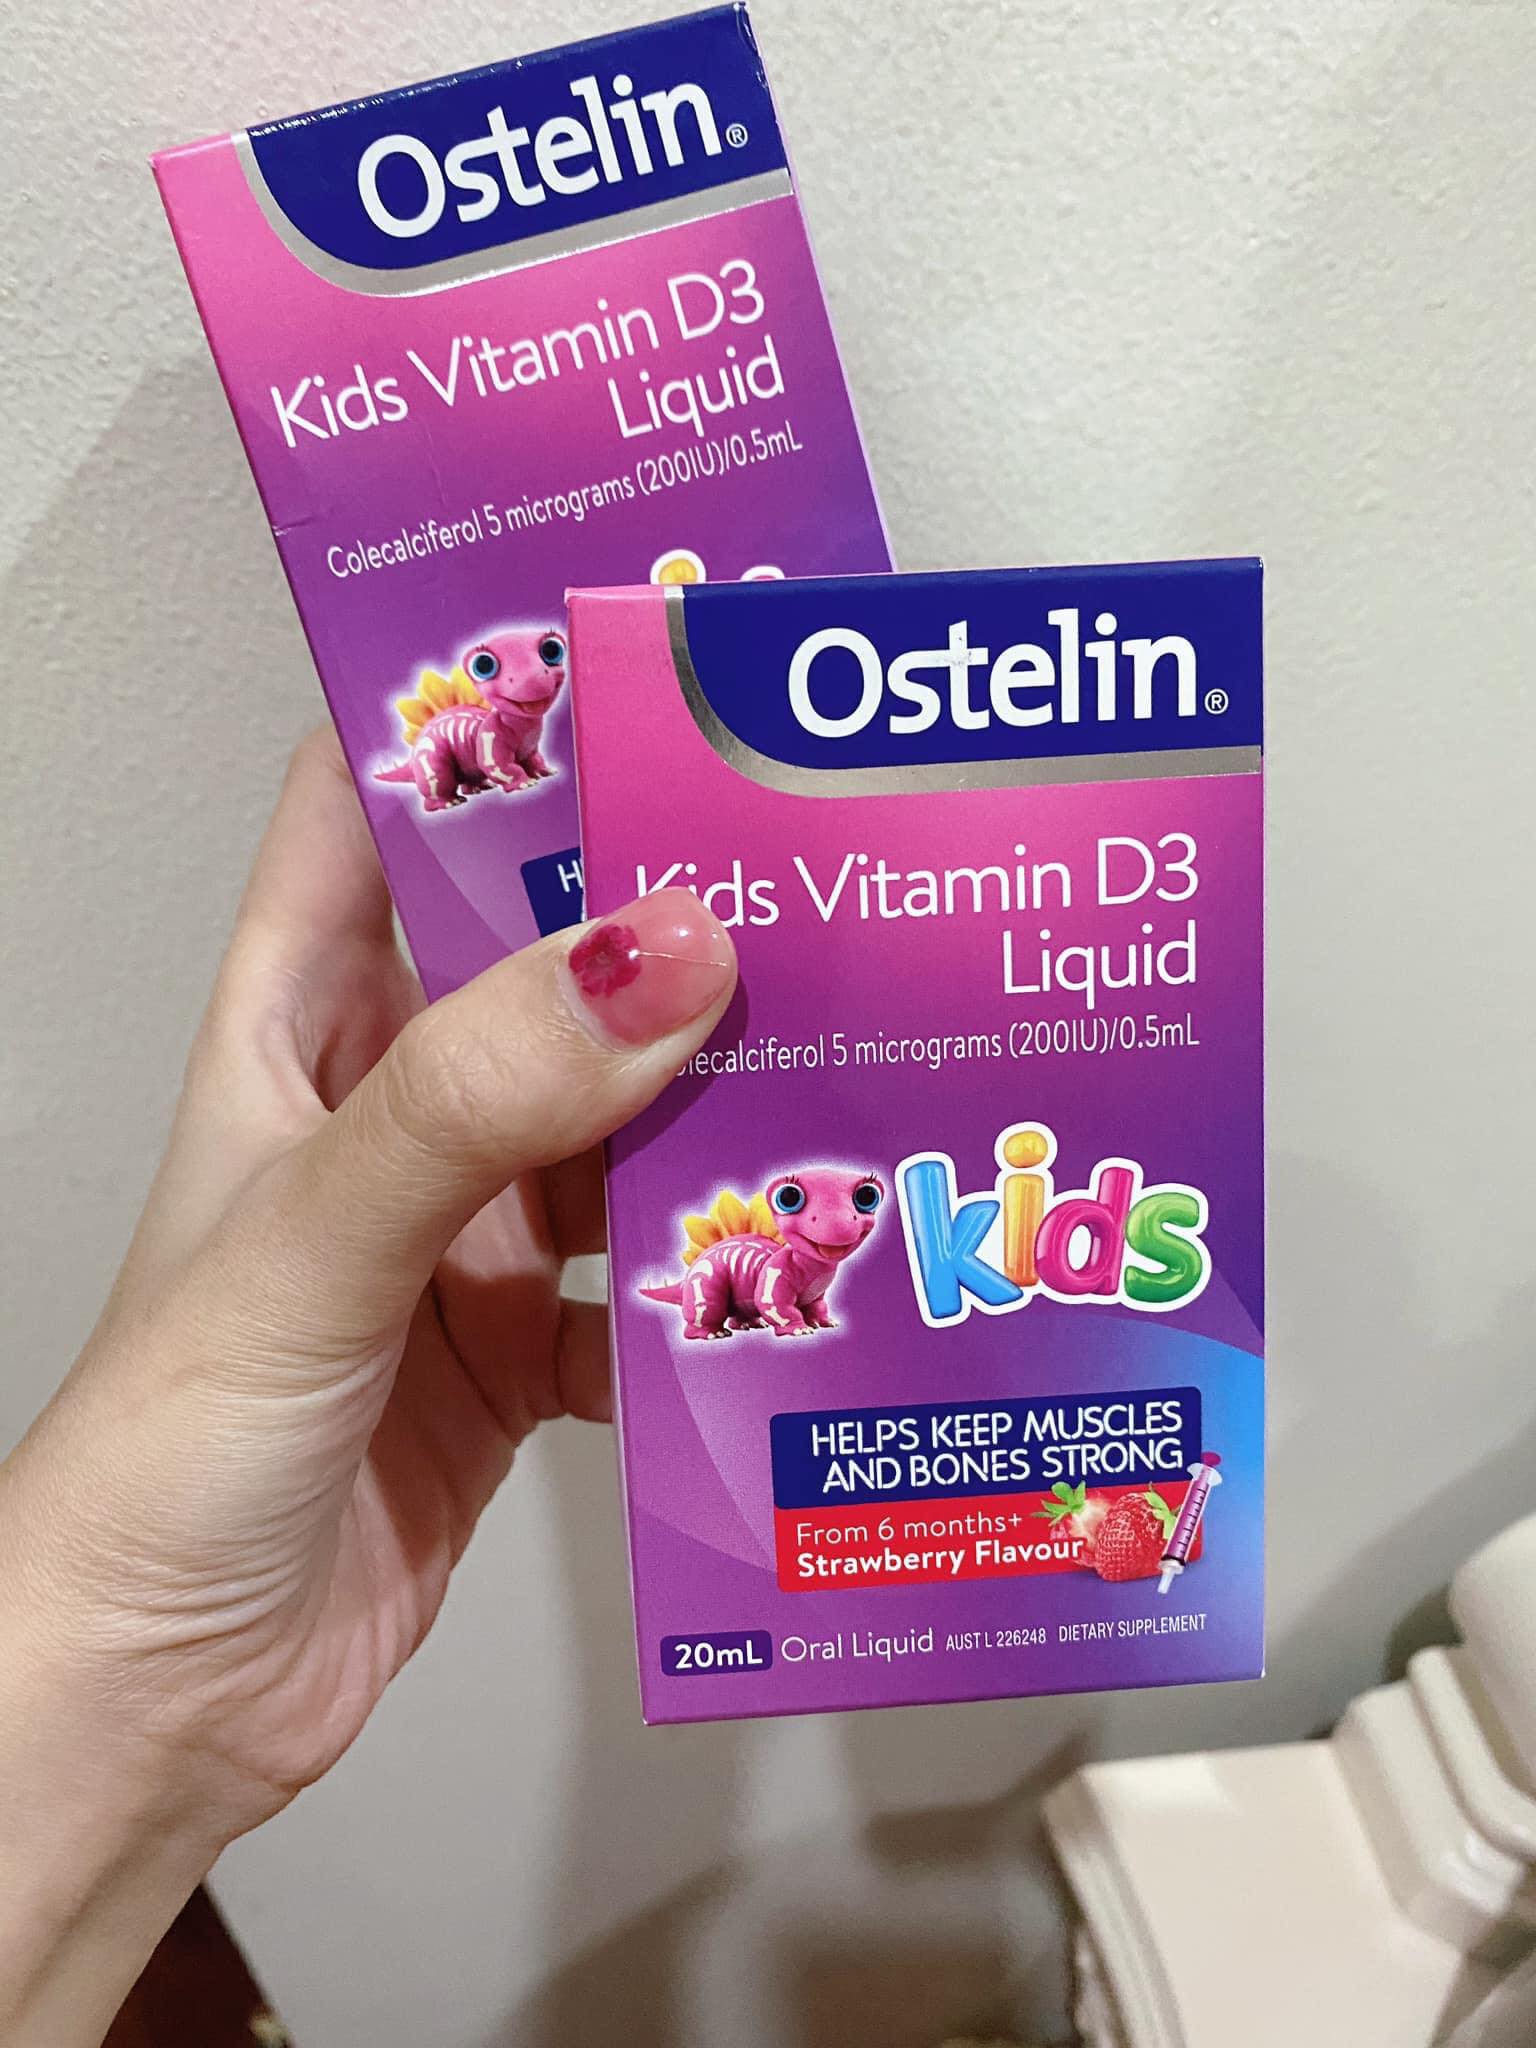 Ostelin®
Kids Vitamin D3
Liquid
Colecalciferol 5 micrograms (200IU)/0.5mL
Ostelin®
Kids Vitamin D3
Liquid
5 micrograms (200IU)/0.5mL
kids
HELPS KEEP MUSCLES
AND BONES STRONG
From 6 months+
Strawberry Flavour
20mL Oral Liquid AUST L 226248 DIETARY SUPPLEMENT